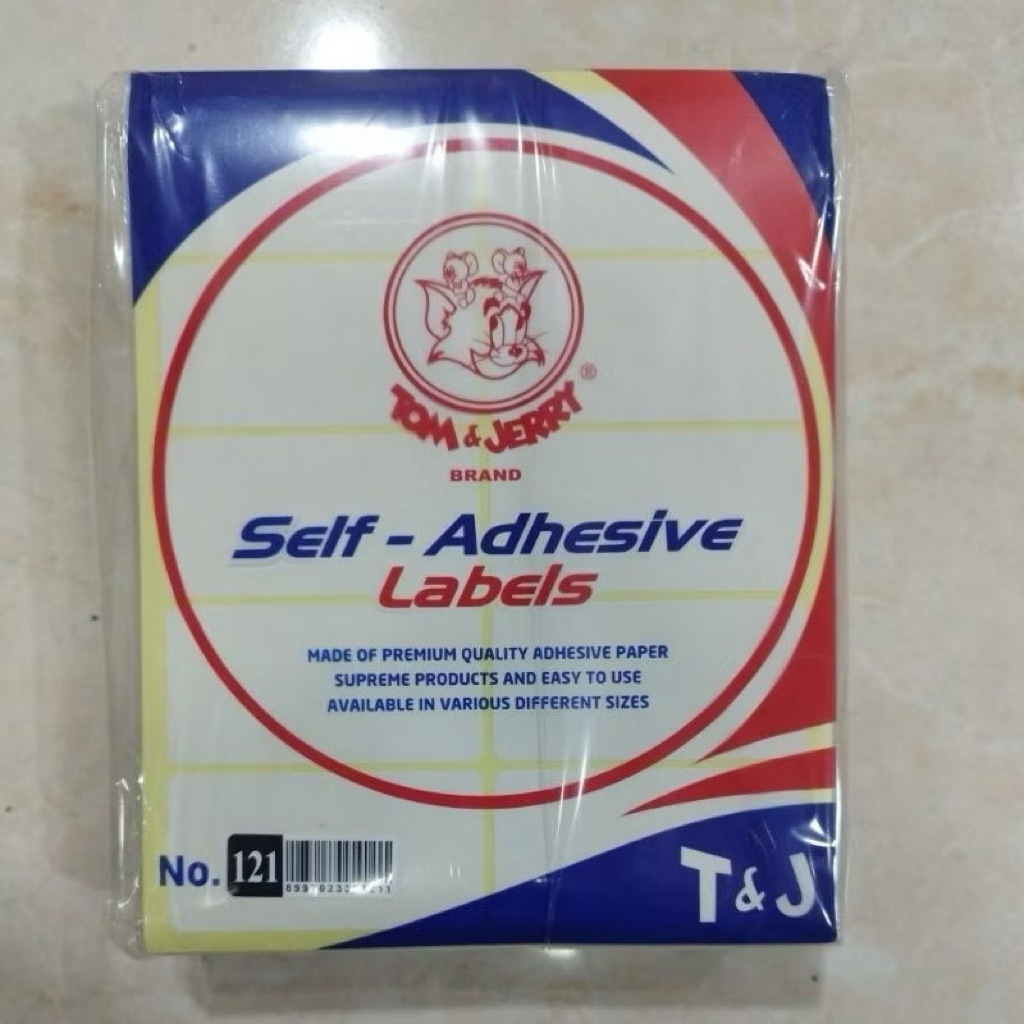 TOM & JERRY ®
BRAND
Self - Adhesive
Labels
MADE OF PREMIUM QUALITY ADHESIVE PAPER
SUPREME PRODUCTS AND EASY TO USE
AVAILABLE IN VARIOUS DIFFERENT SIZES
No. 121
T & J